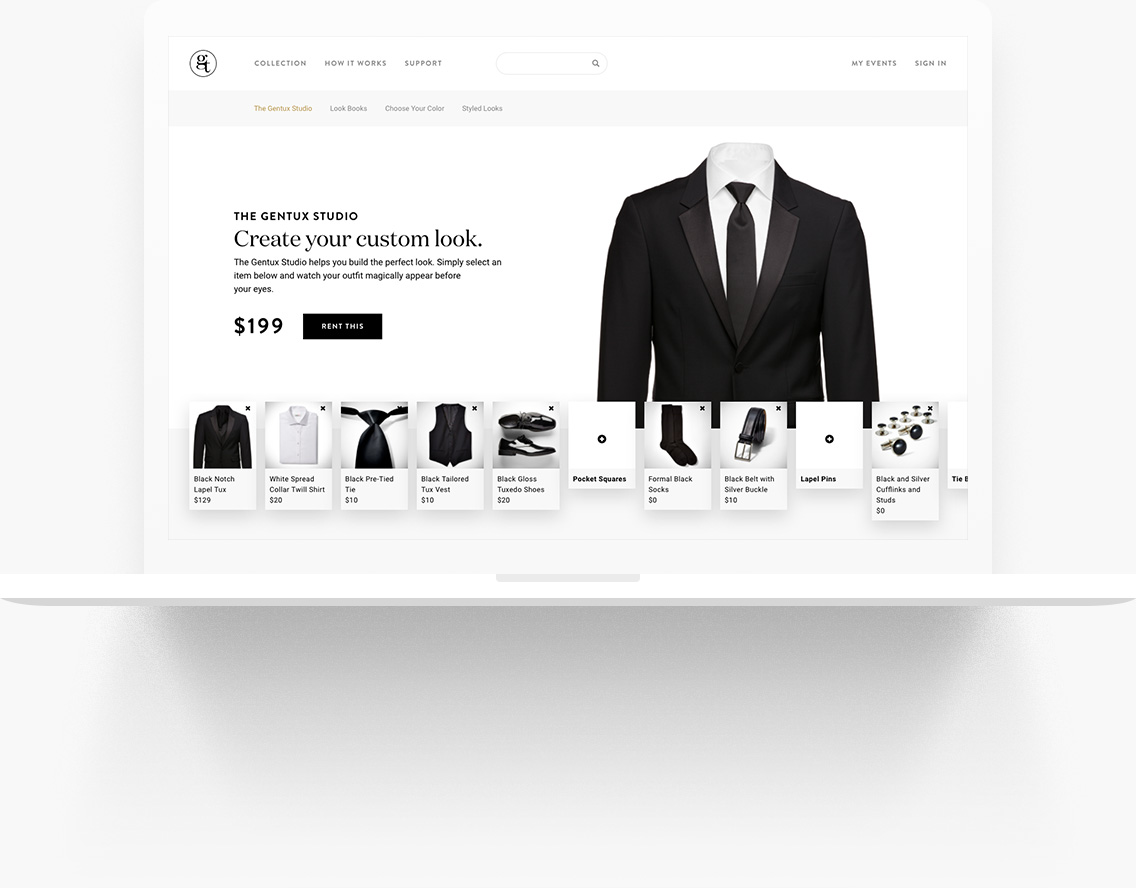 gt
COLLECTION
HOW IT WORKS
SUPPORT
MY EVENTS
SIGN IN
The Gentux Studio
Look Books
Choose Your Color
Styled Looks
THE GENTUX STUDIO
Create your custom look.
The Gentux Studio helps you build the perfect look. Simply select an
item below and watch your outfit magically appear before
your eyes.
$199
RENT THIS
Black Notch
Lapel Tux
$129
White Spread
Collar Twill Shirt
$20
Black Pre-Tied
Tie
$10
Black Tailored
Tux Vest
$10
Black Gloss
Tuxedo Shoes
$20
Pocket Squares
Formal Black
Socks
$0
Black Belt with
Silver Buckle
$10
Lapel Pins
Black and Silver
Cufflinks and
Studs
$0
Tie B